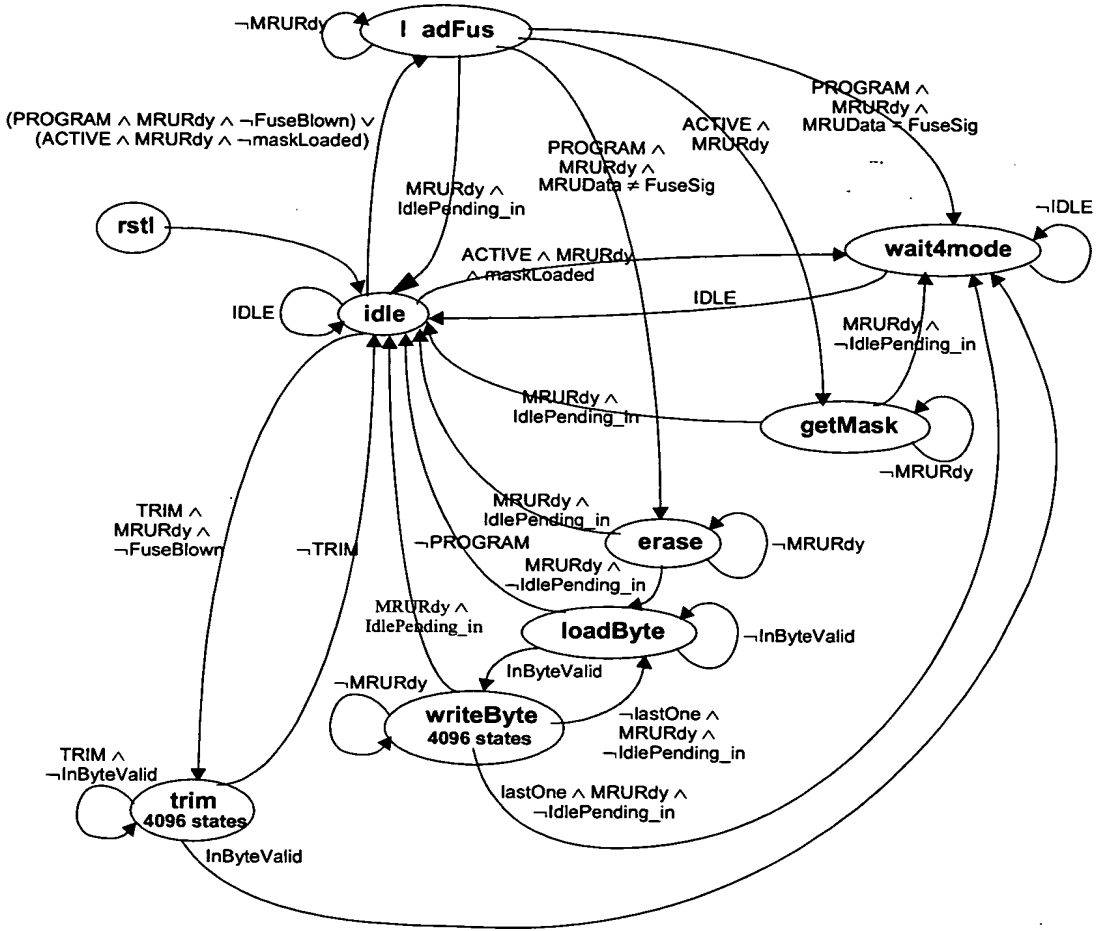 ¬MRURdy
l adFus
(PROGRAM ∧ MRURdy ∧ ¬FuseBlown) ∨
(ACTIVE ∧ MRURdy ∧ ¬maskLoaded)
PROGRAM ∧
MRURdy ∧
MRUData = FuseSig
ACTIVE ∧
MRURdy
PROGRAM ∧
MRURdy ∧
MRUData ≠ FuseSig
MRURdy ∧
IdlePending_in
rstl
¬IDLE
wait4mode
ACTIVE ∧ MRURdy
∧ maskLoaded
IDLE
IDLE
idle
MRURdy ∧
¬IdlePending_in
MRURdy ∧
IdlePending_in
getMask
¬MRURdy
TRIM ∧
MRURdy ∧
¬FuseBlown
¬TRIM
MRURdy ∧
IdlePending_in
¬PROGRAM
erase
¬MRURdy
MRURdy ∧
¬IdlePending_in
MRURdy ∧
IdlePending_in
loadByte
¬InByteValid
InByteValid
¬MRURdy
writeByte
4096 states
¬lastOne ∧
MRURdy ∧
¬IdlePending_in
TRIM ∧
¬InByteValid
trim
4096 states
lastOne ∧ MRURdy ∧
¬IdlePending_in
InByteValid